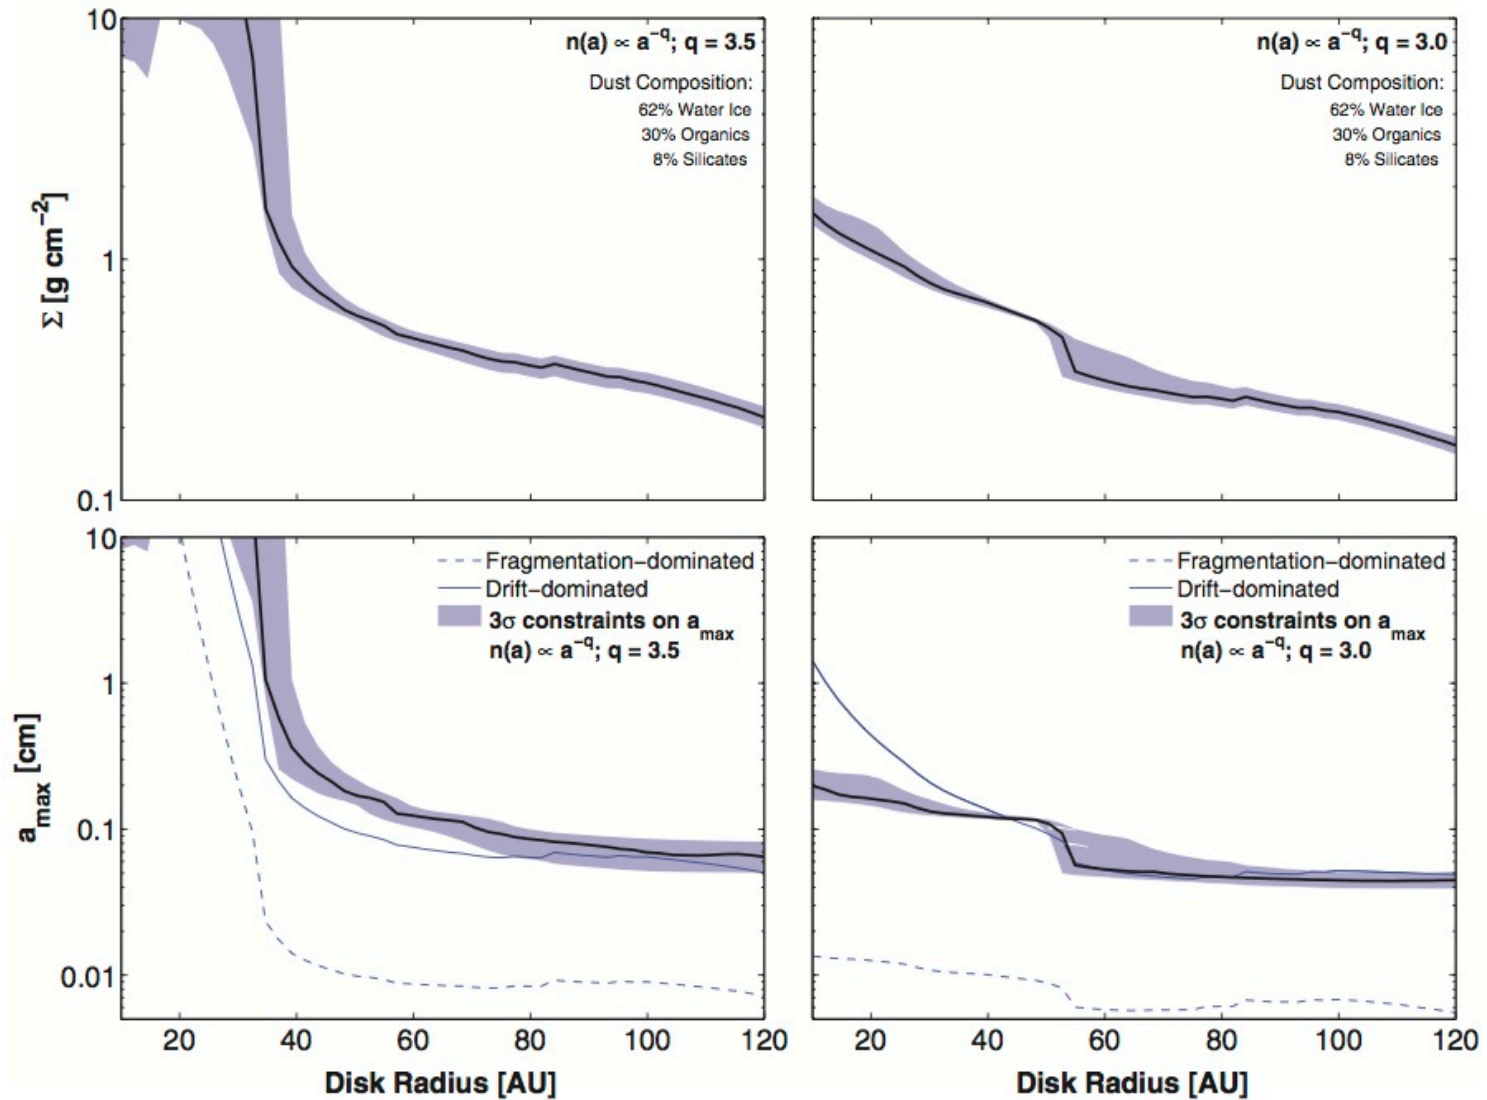 10
n(a) ∝ a⁻q; q = 3.5
Dust Composition:
62% Water Ice
30% Organics
8% Silicates
1
Σ [g cm⁻²]
0.1
n(a) ∝ a⁻q; q = 3.0
Dust Composition:
62% Water Ice
30% Organics
8% Silicates
10
Fragmentation–dominated
Drift–dominated
3σ constraints on amax
n(a) ∝ a⁻q; q = 3.5
1
amax [cm]
0.1
0.01
20 40 60 80 100 120
Disk Radius [AU]
Fragmentation–dominated
Drift–dominated
3σ constraints on amax
n(a) ∝ a⁻q; q = 3.0
20 40 60 80 100 120
Disk Radius [AU]